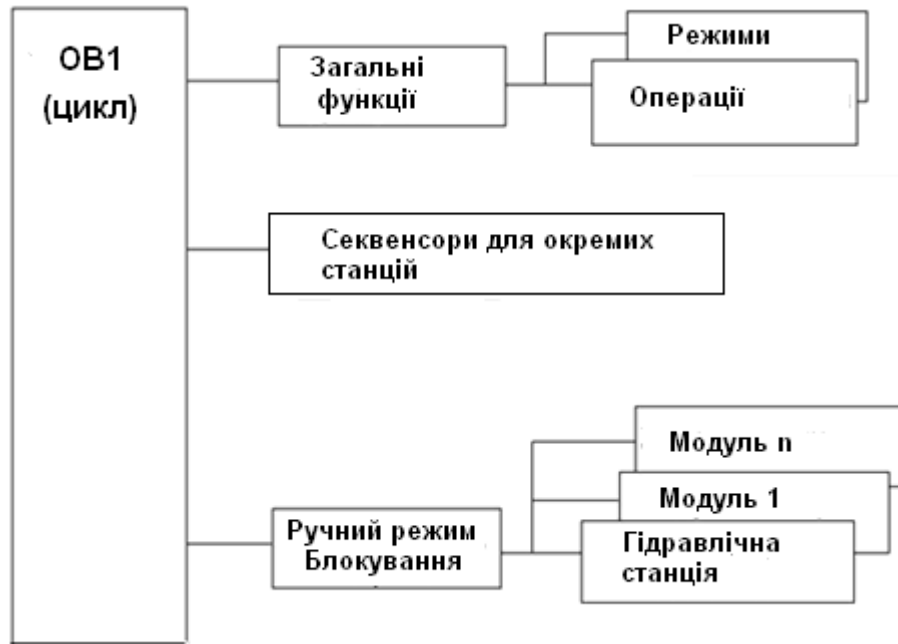 OB1
(цикл)
Загальні
функції
Режими
Операції
Секвенсори для окремих
станцій
Ручний режим
Блокування
Модуль n
Модуль 1
Гідравлічна
станція